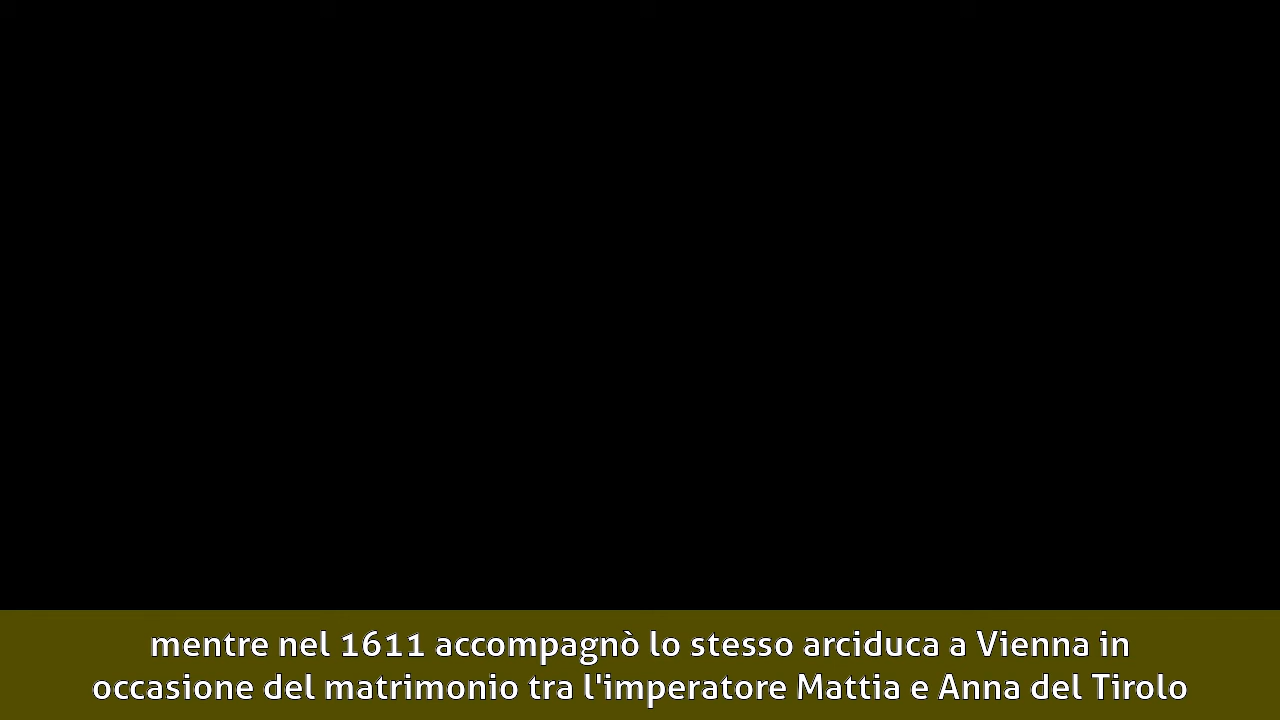 mentre nel 1611 accompagnò lo stesso arciduca a Vienna in
occasione del matrimonio tra l'imperatore Mattia e Anna del Tirolo